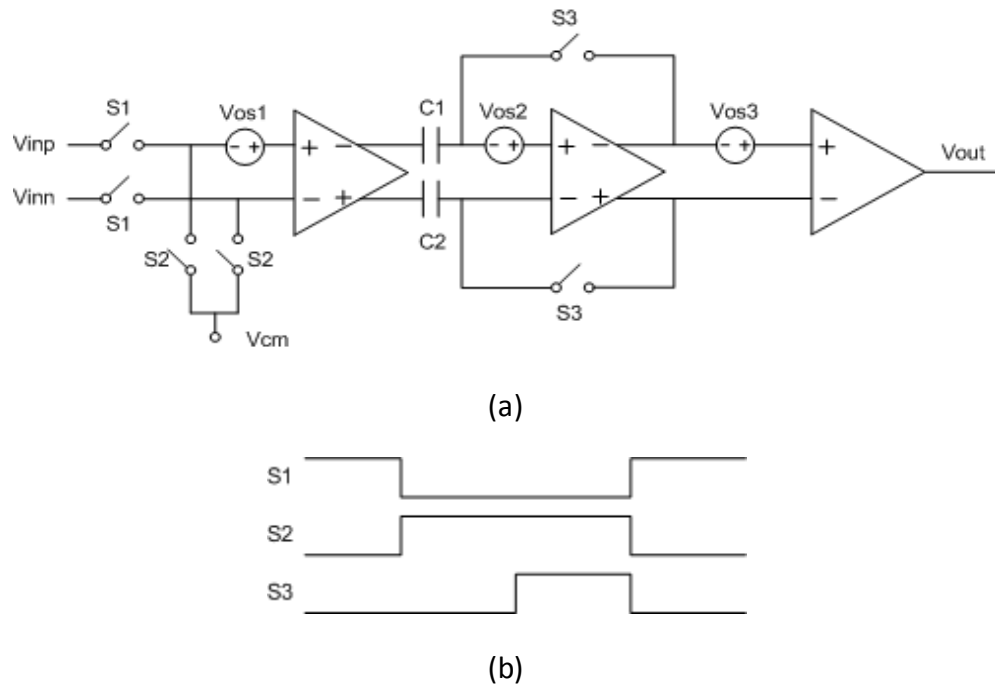 S3
S1 Vos1 C1 Vos2 Vos3
Vinp - + + − - + + − - + + Vout
Vinn − + − + −
S1 C2
S2 S2 S3
Vcm
(a)
S1
S2
S3
(b)